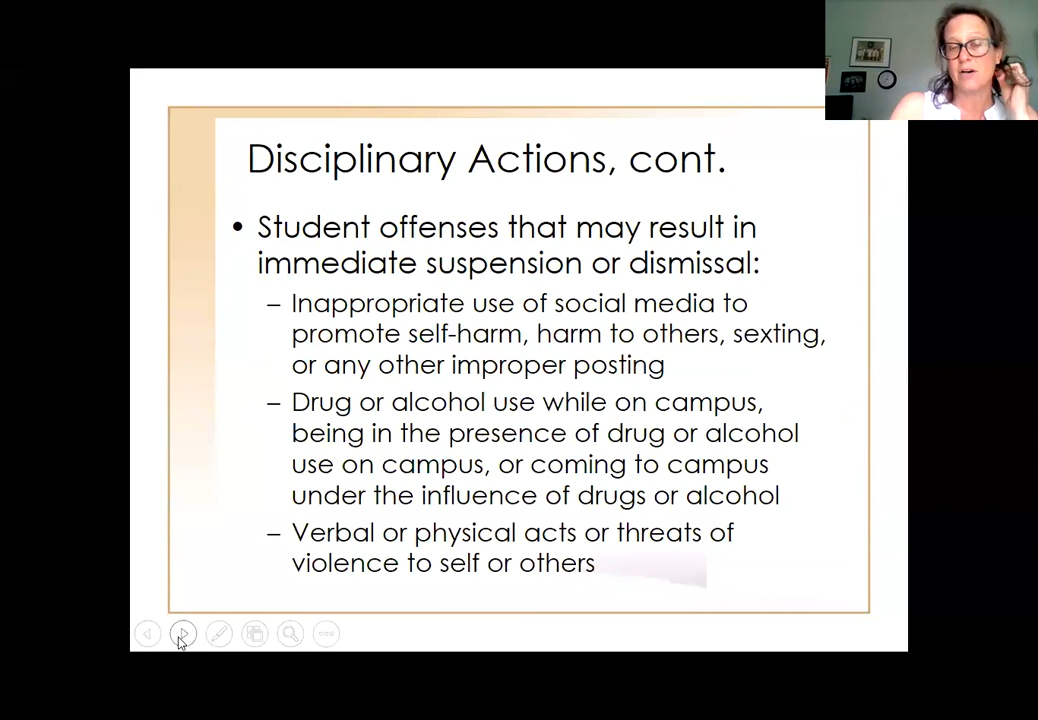 Disciplinary Actions, cont.
• Student offenses that may result in
immediate suspension or dismissal:
– Inappropriate use of social media to
promote self-harm, harm to others, sexting,
or any other improper posting
– Drug or alcohol use while on campus,
being in the presence of drug or alcohol
use on campus, or coming to campus
under the influence of drugs or alcohol
– Verbal or physical acts or threats of
violence to self or others